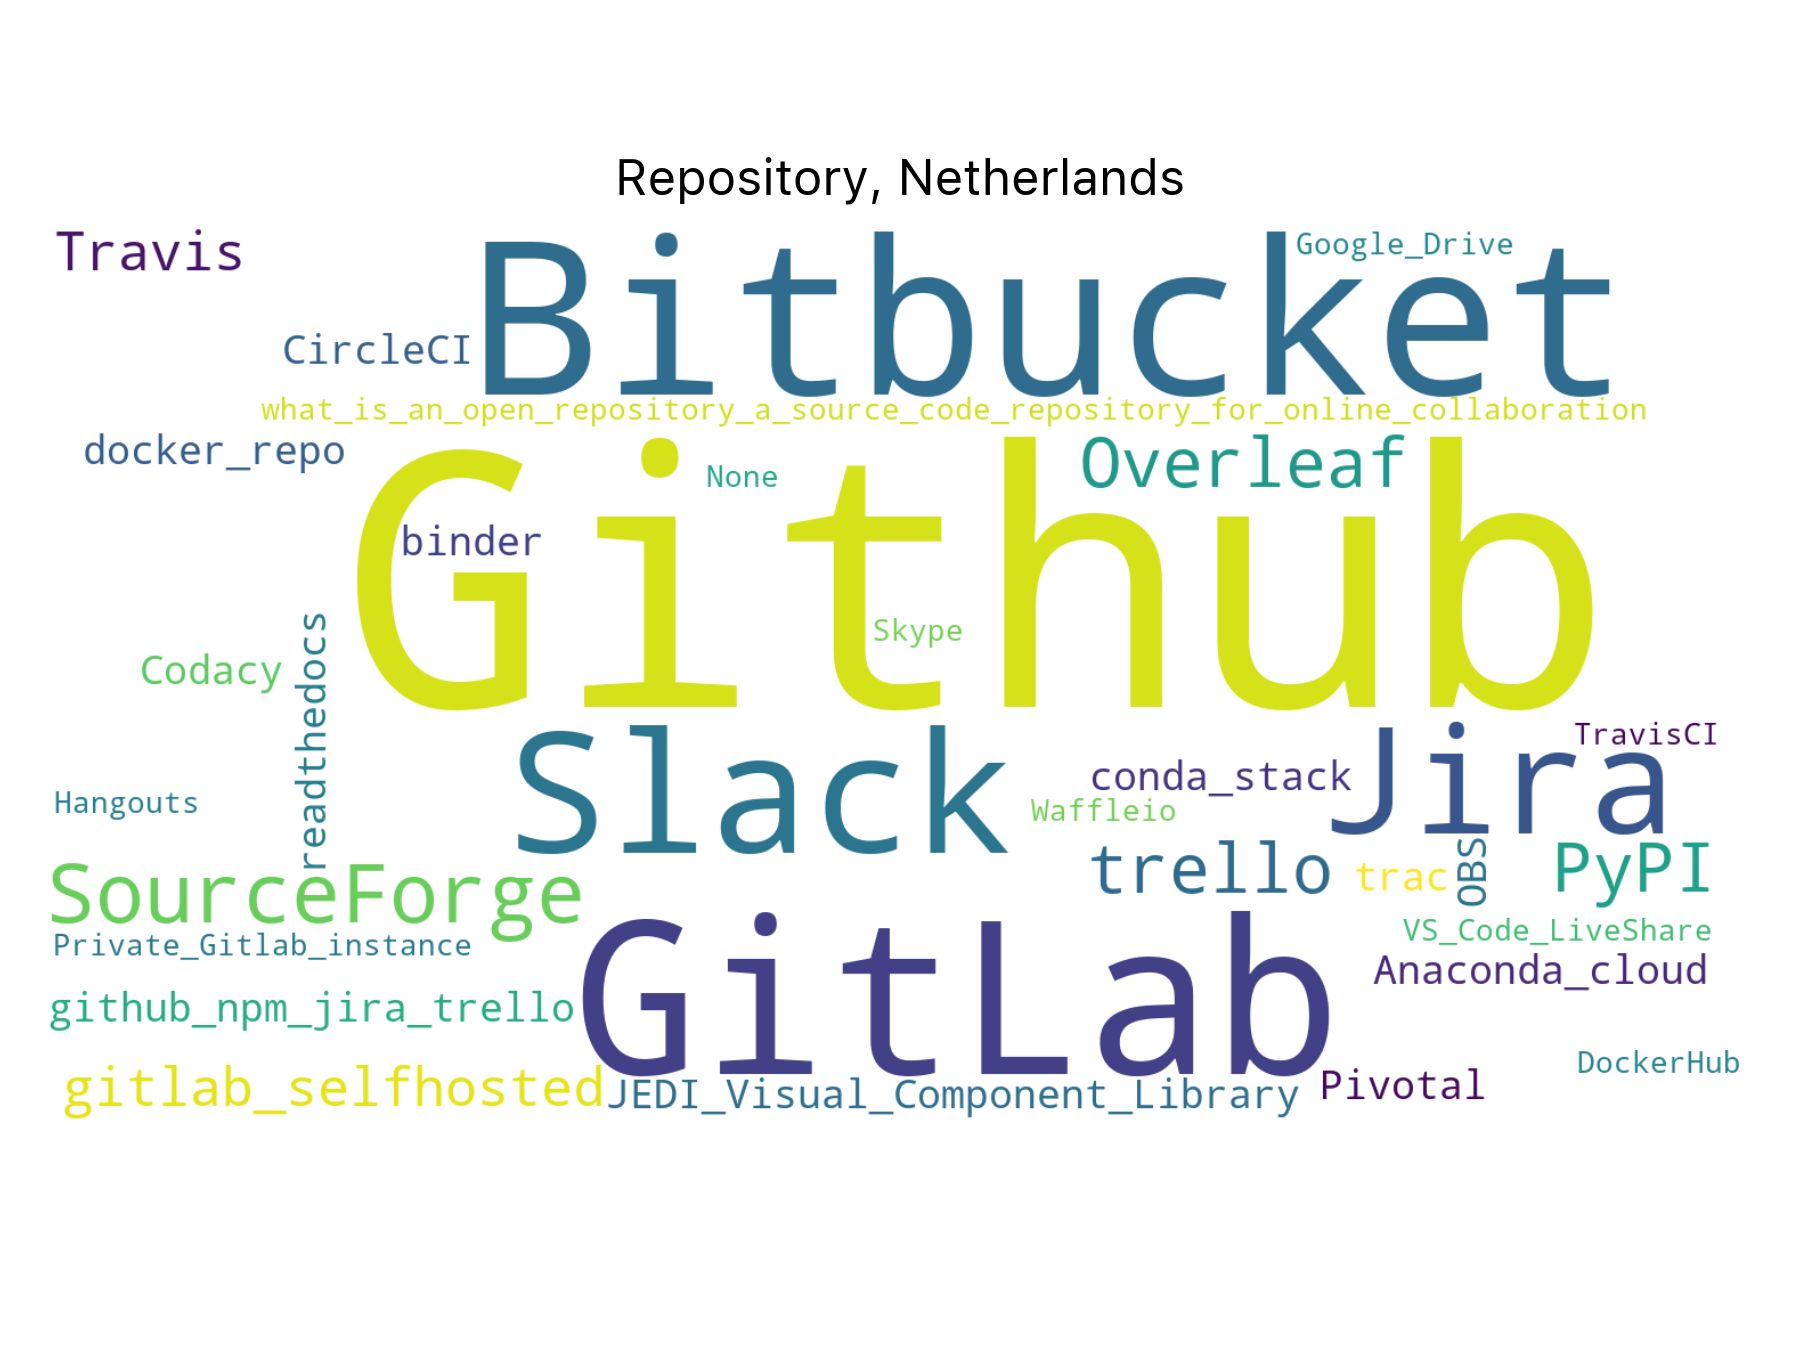 Repository, Netherlands
Travis
Bitbucket
Google_Drive
CircleCI
what_is_an_open_repository_a_source_code_repository_for_online_collaboration
docker_repo
Github
None
Overleaf
binder
Skype
Codacy
readthedocs
Slack
Jira
TravisCI
conda_stack
Hangouts
Waffleio
SourceForge
trello
trac
OBS
PyPI
Private_Gitlab_instance
GitLab
VS_Code_LiveShare
Anaconda_cloud
github_npm_jira_trello
gitlab_selfhosted
JEDI_Visual_Component_Library
Pivotal
DockerHub